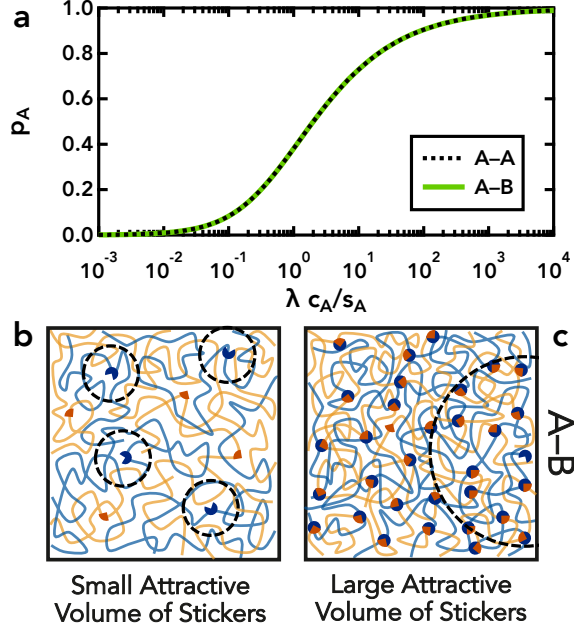 a
1.0
0.8
0.6
0.4
0.2
0.0
p_A
A–A
A–B
10^-3 10^-2 10^-1 10^0 10^1 10^2 10^3 10^4
λ c_A/s_A
b
c
A–B
Small Attractive
Volume of Stickers
Large Attractive
Volume of Stickers